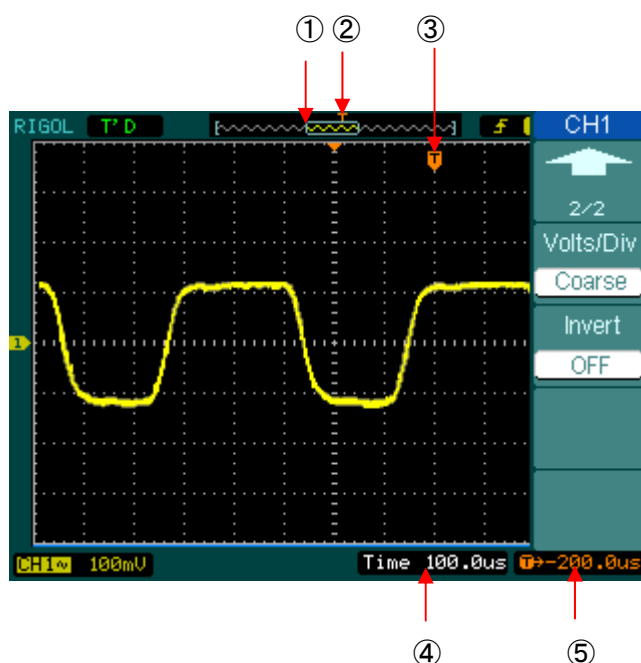 ① ② ③
T
RIGOL T'D CH1
T
2/2
Volts/Div
Coarse
Invert
1
OFF
CH1~ 100mV Time 100.0us T→-200.0us
④ ⑤